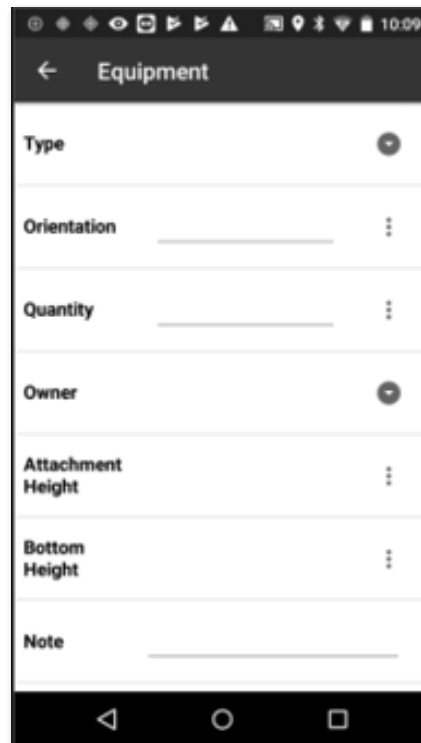 10:09
Equipment
Type
Orientation
Quantity
Owner
Attachment
Height
Bottom
Height
Note